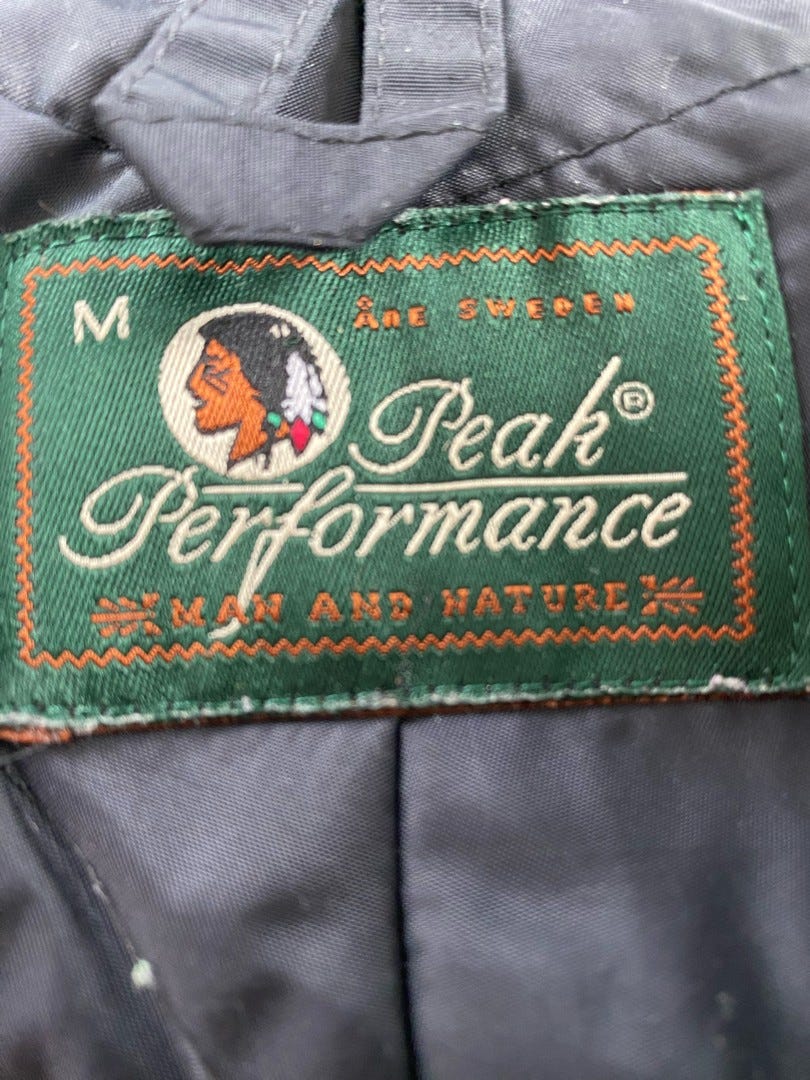 M
ÅRE SWEDEN
Peak®
Performance
MAN AND NATURE